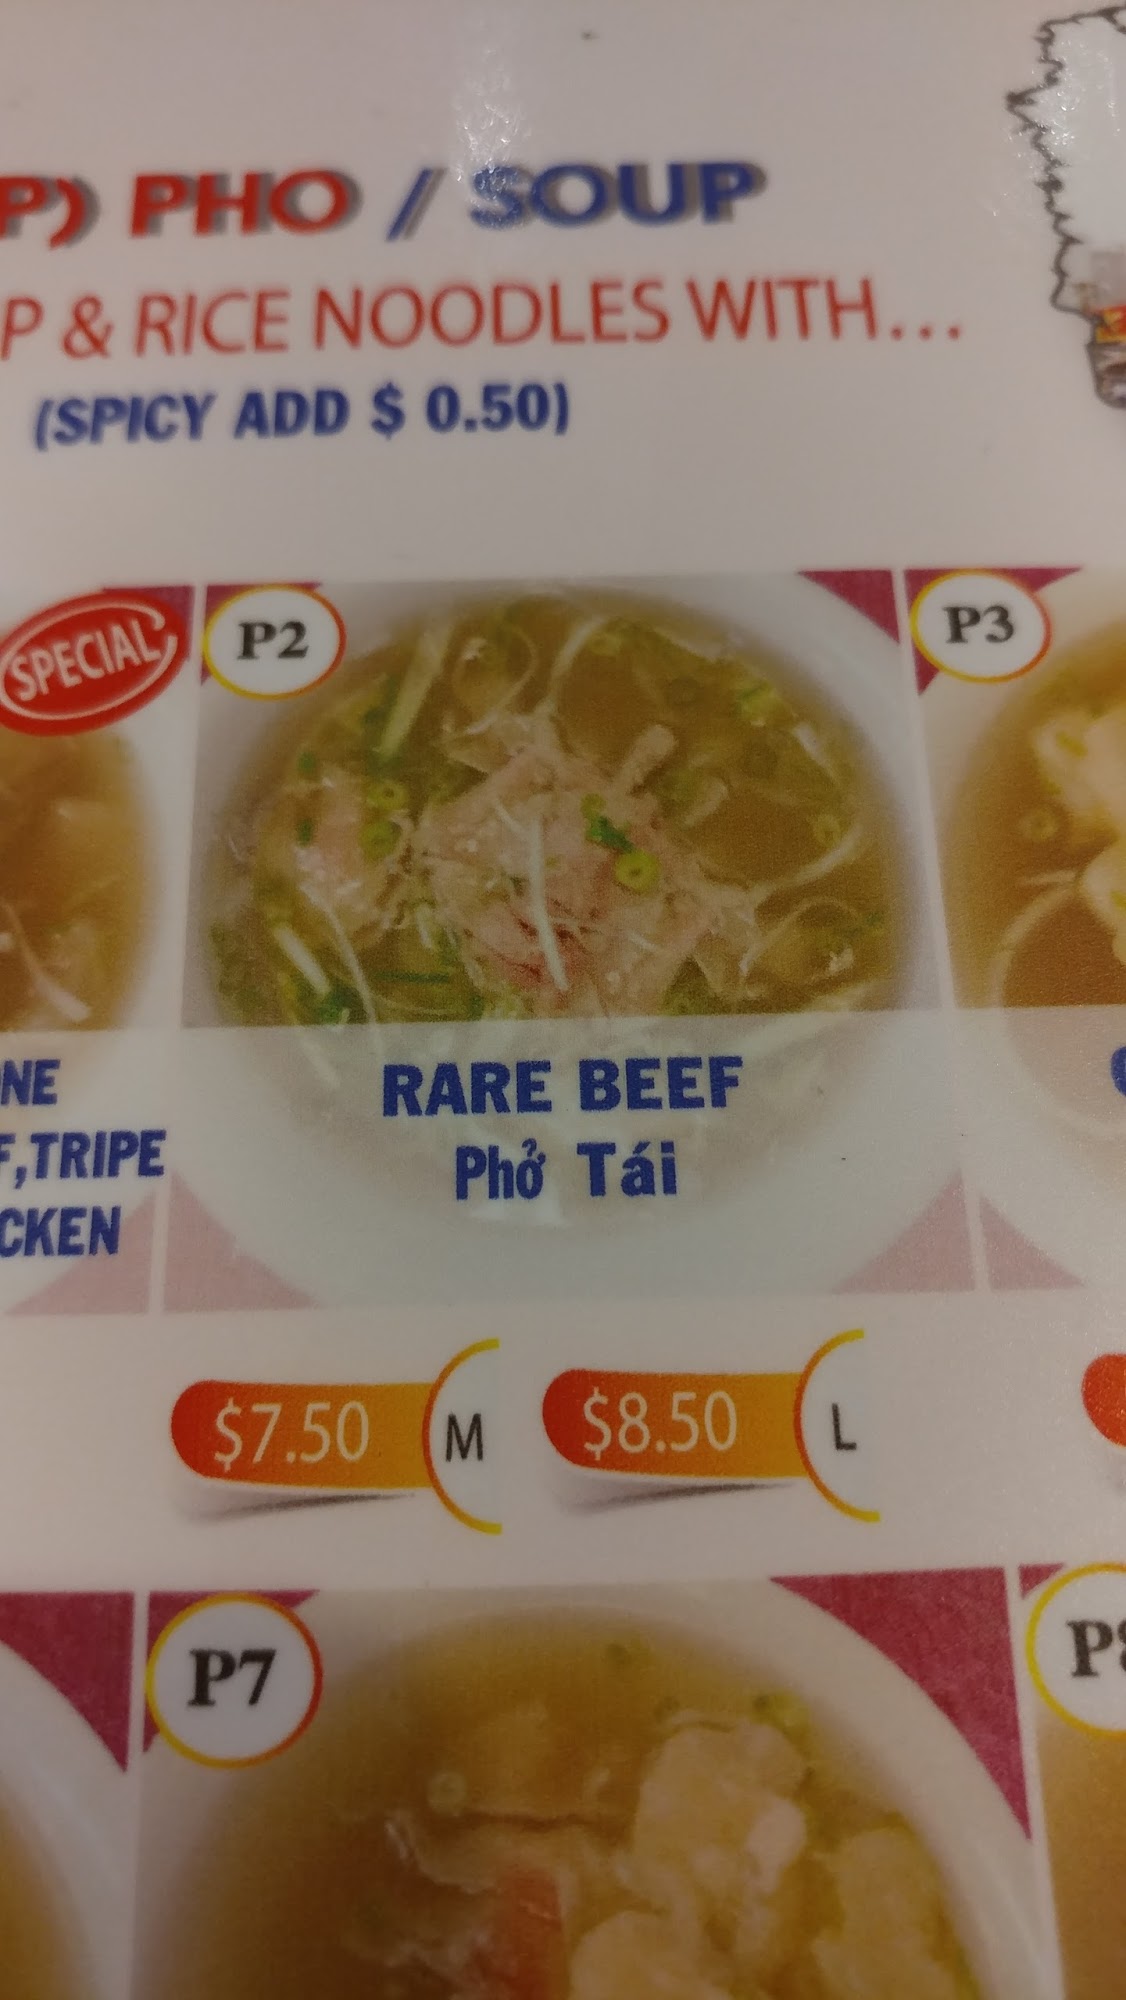 P) PHO / SOUP
P & RICE NOODLES WITH...
(SPICY ADD $ 0.50)
SPECIAL
P2
P3
NE
F,TRIPE
CKEN
RARE BEEF
Phở Tái
$7.50 M
$8.50 L
P7